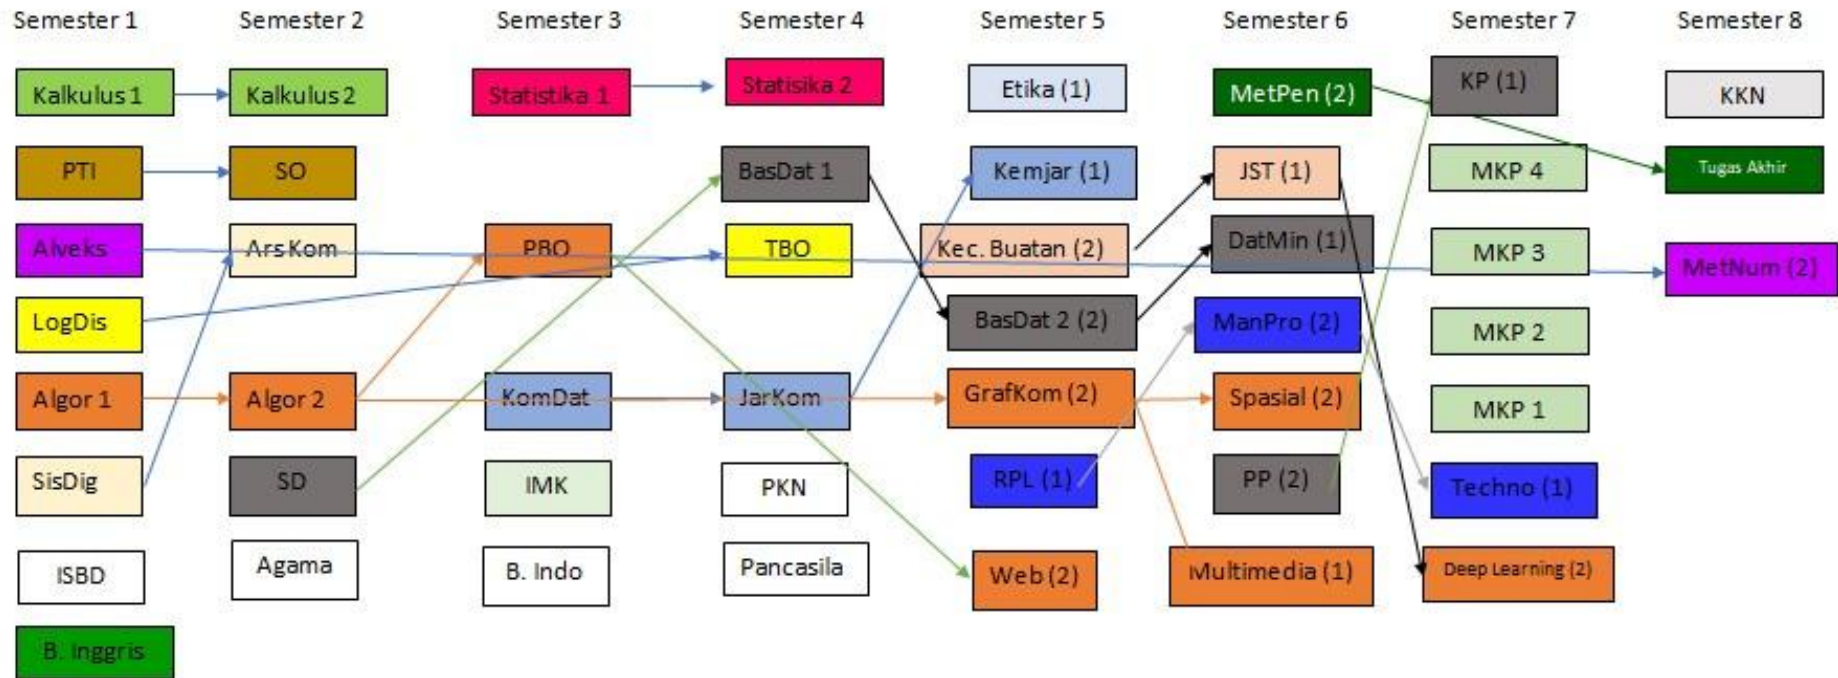 Semester 1
Semester 2
Semester 3
Semester 4
Semester 5
Semester 6
Semester 7
Semester 8
Kalkulus 1
Kalkulus 2
Statistika 1
Statisika 2
Etika (1)
MetPen (2)
KP (1)
KKN
PTI
SO
BasDat 1
Kemjar (1)
JST (1)
MKP 4
Tugas Akhir
Alveks
ArsKom
PBO
TBO
Kec. Buatan (2)
DatMin (1)
MKP 3
MetNum (2)
LogDis
BasDat 2 (2)
ManPro (2)
MKP 2
Algor 1
Algor 2
KomDat
JarKom
GrafKom (2)
Spasial (2)
MKP 1
SisDig
SD
IMK
PKN
RPL (1)
PP (2)
Techno (1)
ISBD
Agama
B. Indo
Pancasila
Web (2)
Multimedia (1)
Deep Learning (2)
B. Inggris